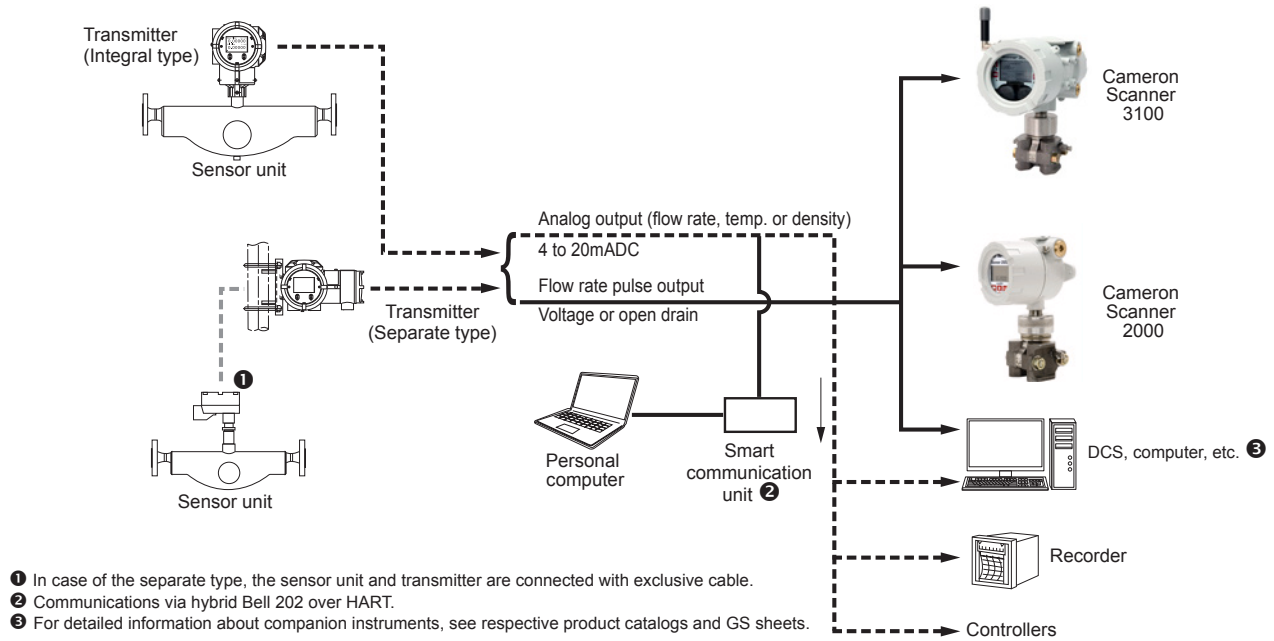 Transmitter
(Integral type)
Sensor unit
Cameron
Scanner
3100
Analog output (flow rate, temp. or density)
4 to 20mADC
Flow rate pulse output
Voltage or open drain
Transmitter
(Separate type)
Cameron
Scanner
2000
❶
Sensor unit
Personal
computer
Smart
communication
unit ❷
DCS, computer, etc. ❸
Recorder
Controllers
❶ In case of the separate type, the sensor unit and transmitter are connected with exclusive cable.
❷ Communications via hybrid Bell 202 over HART.
❸ For detailed information about companion instruments, see respective product catalogs and GS sheets.